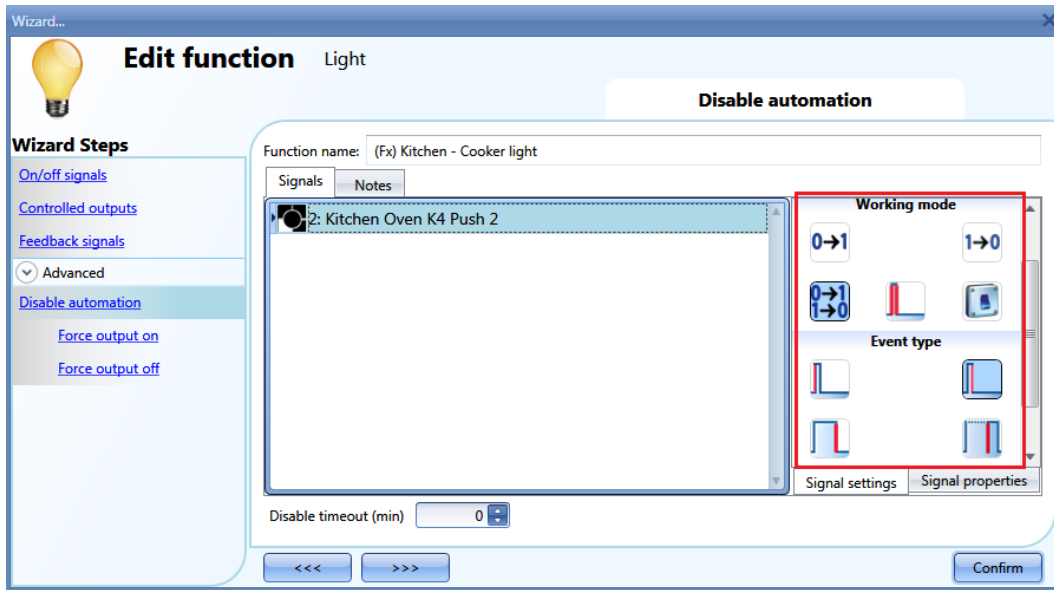 Wizard...
Edit function Light
Disable automation
Wizard Steps
On/off signals
Controlled outputs
Feedback signals
Advanced
Disable automation
Force output on
Force output off
Function name: (Fx) Kitchen - Cooker light
Signals Notes
2: Kitchen Oven K4 Push 2
Working mode
0→1 1→0
0→1
1→0
Event type
Signal settings Signal properties
Disable timeout (min) 0
<<< >>> Confirm